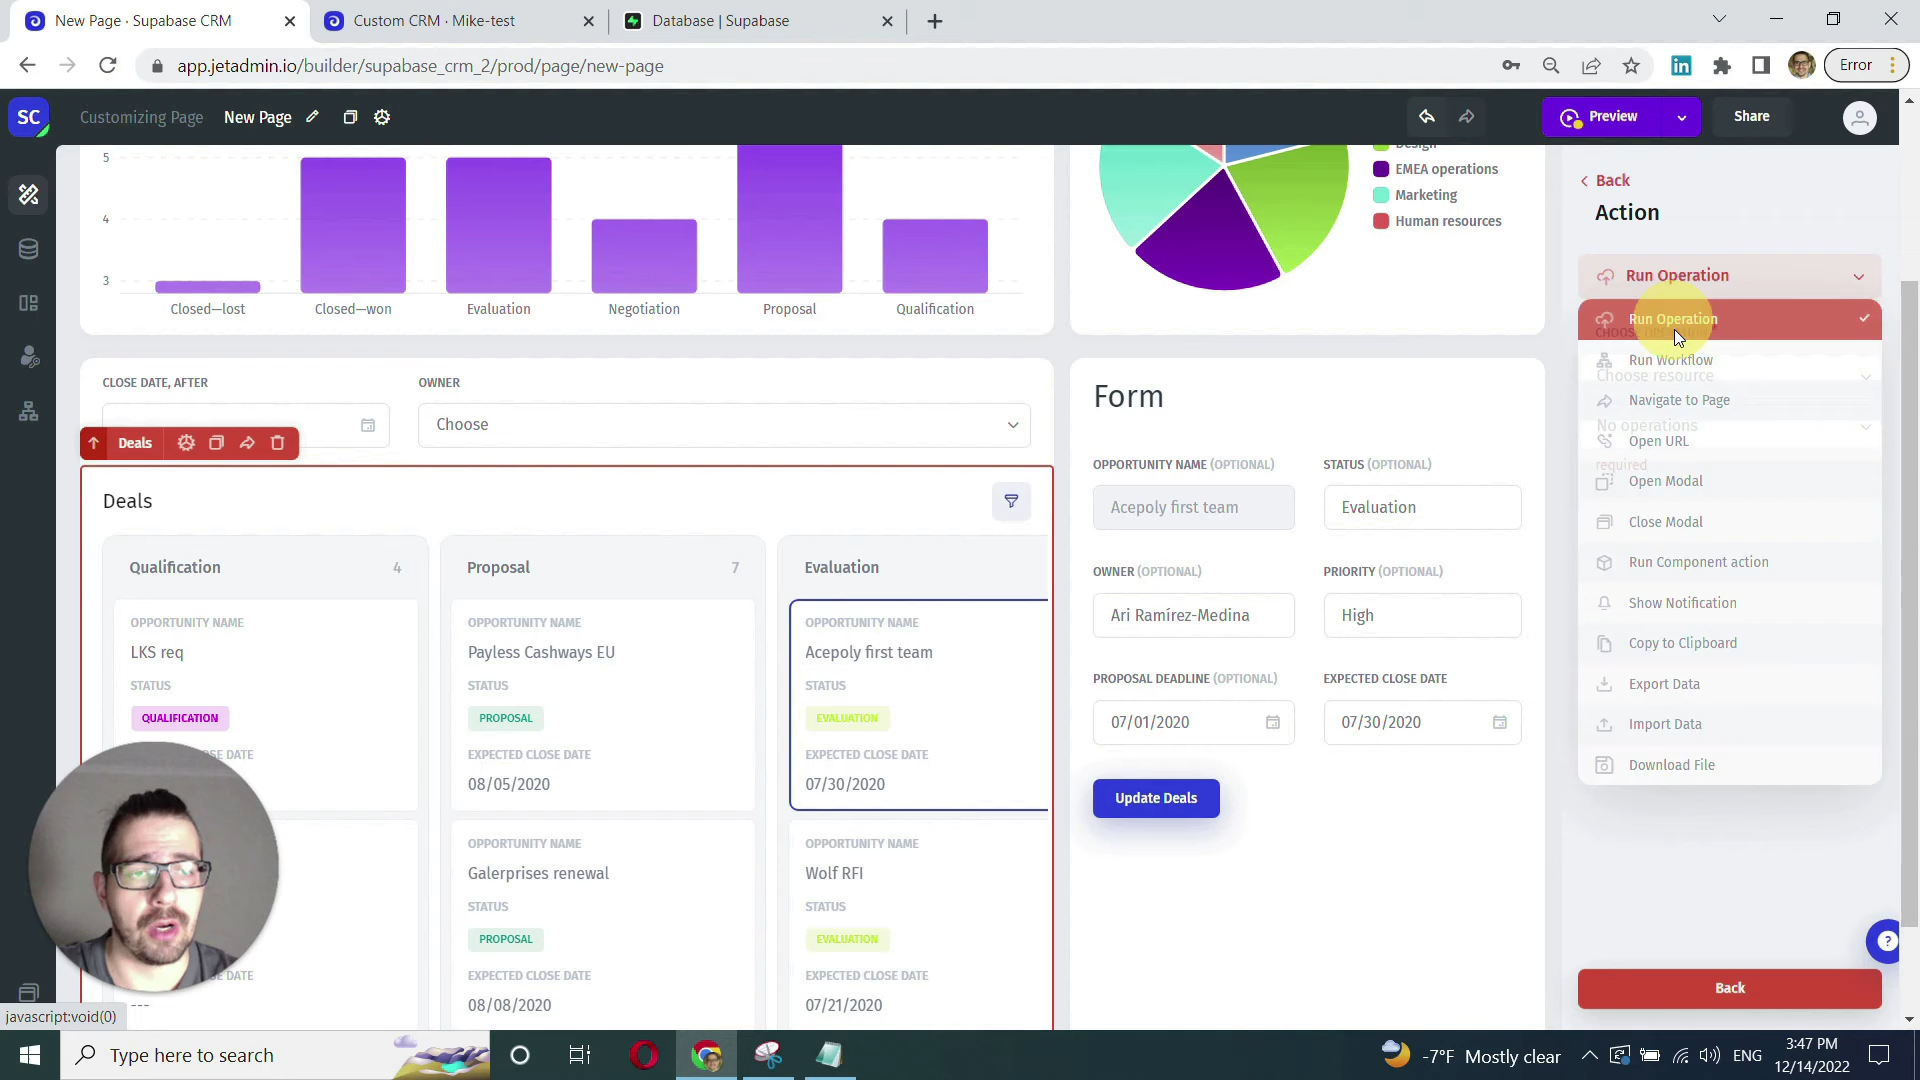 New Page · Supabase CRM
Custom CRM · Mike-test
Database | Supabase
app.jetadmin.io/builder/supabase_crm_2/prod/page/new-page
Error
SC
Customizing Page
New Page
Preview
Share
5
4
3
Closed—lost
Closed—won
Evaluation
Negotiation
Proposal
Qualification
Design
EMEA operations
Marketing
Human resources
CLOSE DATE, AFTER
OWNER
Choose
Deals
Deals
Qualification
4
Proposal
7
Evaluation
OPPORTUNITY NAME
LKS req
STATUS
QUALIFICATION
SE DATE
OPPORTUNITY NAME
Payless Cashways EU
STATUS
PROPOSAL
EXPECTED CLOSE DATE
08/05/2020
OPPORTUNITY NAME
Acepoly first team
STATUS
EVALUATION
EXPECTED CLOSE DATE
07/30/2020
E DATE
---
OPPORTUNITY NAME
Galerprises renewal
STATUS
PROPOSAL
EXPECTED CLOSE DATE
08/08/2020
OPPORTUNITY NAME
Wolf RFI
STATUS
EVALUATION
EXPECTED CLOSE DATE
07/21/2020
Form
OPPORTUNITY NAME (OPTIONAL)
Acepoly first team
STATUS (OPTIONAL)
Evaluation
OWNER (OPTIONAL)
Ari Ramírez-Medina
PRIORITY (OPTIONAL)
High
PROPOSAL DEADLINE (OPTIONAL)
07/01/2020
EXPECTED CLOSE DATE
07/30/2020
Update Deals
Back
Action
Run Operation
Run Operation
Run Workflow
Choose resource
Navigate to Page
No operations
Open URL
required
Open Modal
Close Modal
Run Component action
Show Notification
Copy to Clipboard
Export Data
Import Data
Download File
?
Back
javascript:void(0)
Type here to search
-7°F Mostly clear
ENG
3:47 PM
12/14/2022